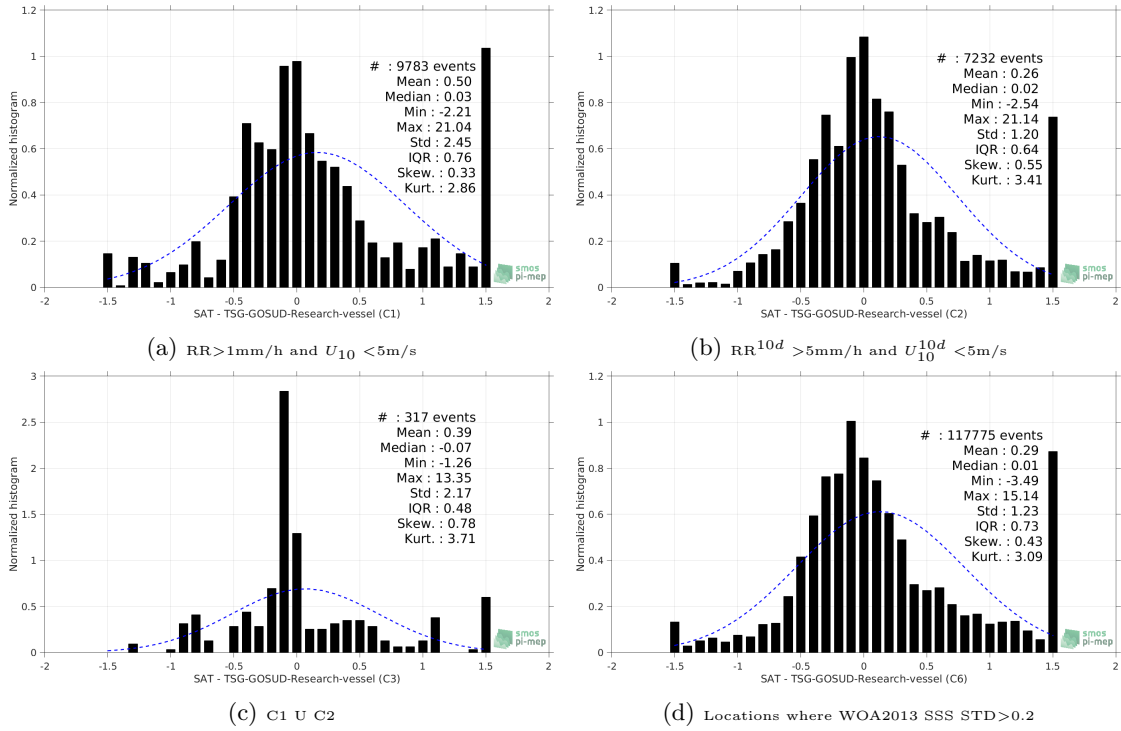 1.2
1
0.8
0.6
0.4
0.2
0
Normalized histogram
# : 9783 events
Mean : 0.50
Median : 0.03
Min : -2.21
Max : 21.04
Std : 2.45
IQR : 0.76
Skew. : 0.33
Kurt. : 2.86
smos
pi-mep
-2 -1.5 -1 -0.5 0 0.5 1 1.5 2
SAT - TSG-GOSUD-Research-vessel (C1)
(a) RR>1mm/h and U10 <5m/s
1.2
1
0.8
0.6
0.4
0.2
0
Normalized histogram
# : 7232 events
Mean : 0.26
Median : 0.02
Min : -2.54
Max : 21.14
Std : 1.20
IQR : 0.64
Skew. : 0.55
Kurt. : 3.41
smos
pi-mep
-2 -1.5 -1 -0.5 0 0.5 1 1.5 2
SAT - TSG-GOSUD-Research-vessel (C2)
(b) RR10d >5mm/h and U10d10 <5m/s
3
2.5
2
1.5
1
0.5
0
Normalized histogram
# : 317 events
Mean : 0.39
Median : -0.07
Min : -1.26
Max : 13.35
Std : 2.17
IQR : 0.48
Skew. : 0.78
Kurt. : 3.71
smos
pi-mep
-2 -1.5 -1 -0.5 0 0.5 1 1.5 2
SAT - TSG-GOSUD-Research-vessel (C3)
(c) C1 U C2
1.2
1
0.8
0.6
0.4
0.2
0
Normalized histogram
# : 117775 events
Mean : 0.29
Median : 0.01
Min : -3.49
Max : 15.14
Std : 1.23
IQR : 0.73
Skew. : 0.43
Kurt. : 3.09
smos
pi-mep
-2 -1.5 -1 -0.5 0 0.5 1 1.5 2
SAT - TSG-GOSUD-Research-vessel (C6)
(d) Locations where WOA2013 SSS STD>0.2